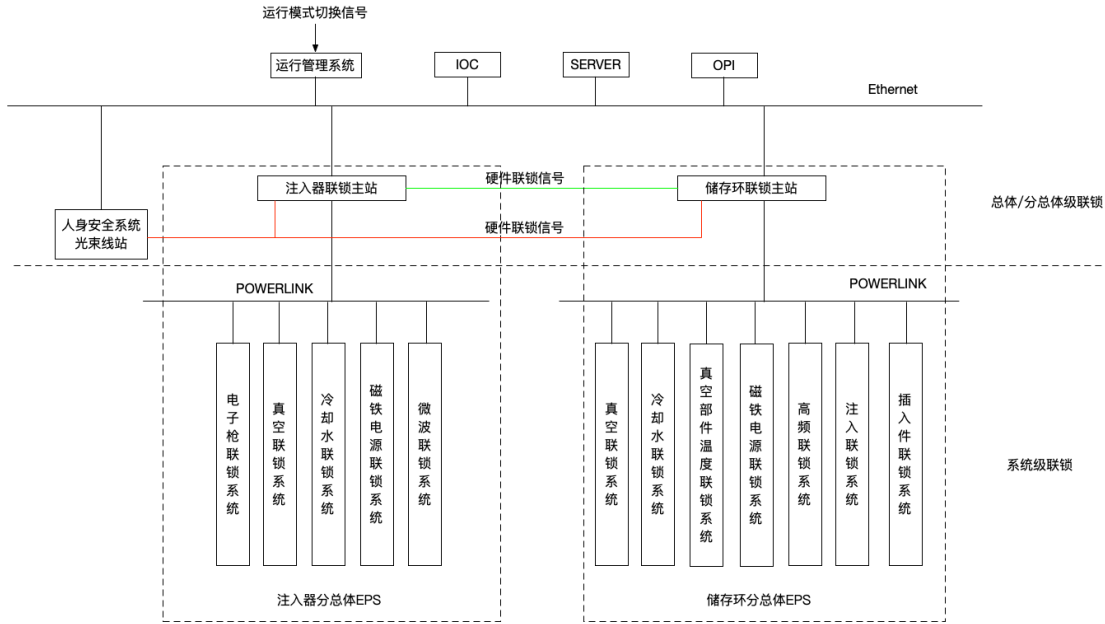 运行模式切换信号
运行管理系统
IOC
SERVER
OPI
Ethernet
注入器联锁主站
硬件联锁信号
储存环联锁主站
总体/分总体级联锁
人身安全系统
光束线站
硬件联锁信号
POWERLINK
POWERLINK
电子枪联锁系统
真空联锁系统
冷却水联锁系统
磁铁电源联锁系统
微波联锁系统
真空联锁系统
冷却水联锁系统
真空部件温度联锁系统
磁铁电源联锁系统
高频联锁系统
注入联锁系统
插入件联锁系统
系统级联锁
注入器分总体EPS
储存环分总体EPS